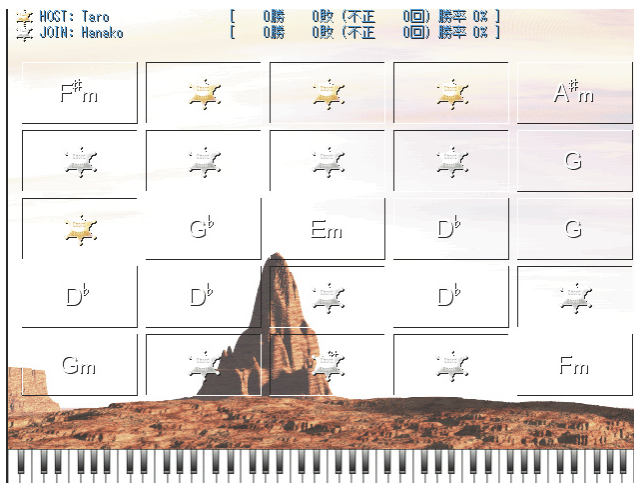 HOST: Taro [ 0勝 0敗 (不正 0回) 勝率 0% ]
JOIN: Hanako [ 0勝 0敗 (不正 0回) 勝率 0% ]
F♯m A♯m
G
G♭ Em D♭ G
D♭ D♭ D♭
Gm Fm